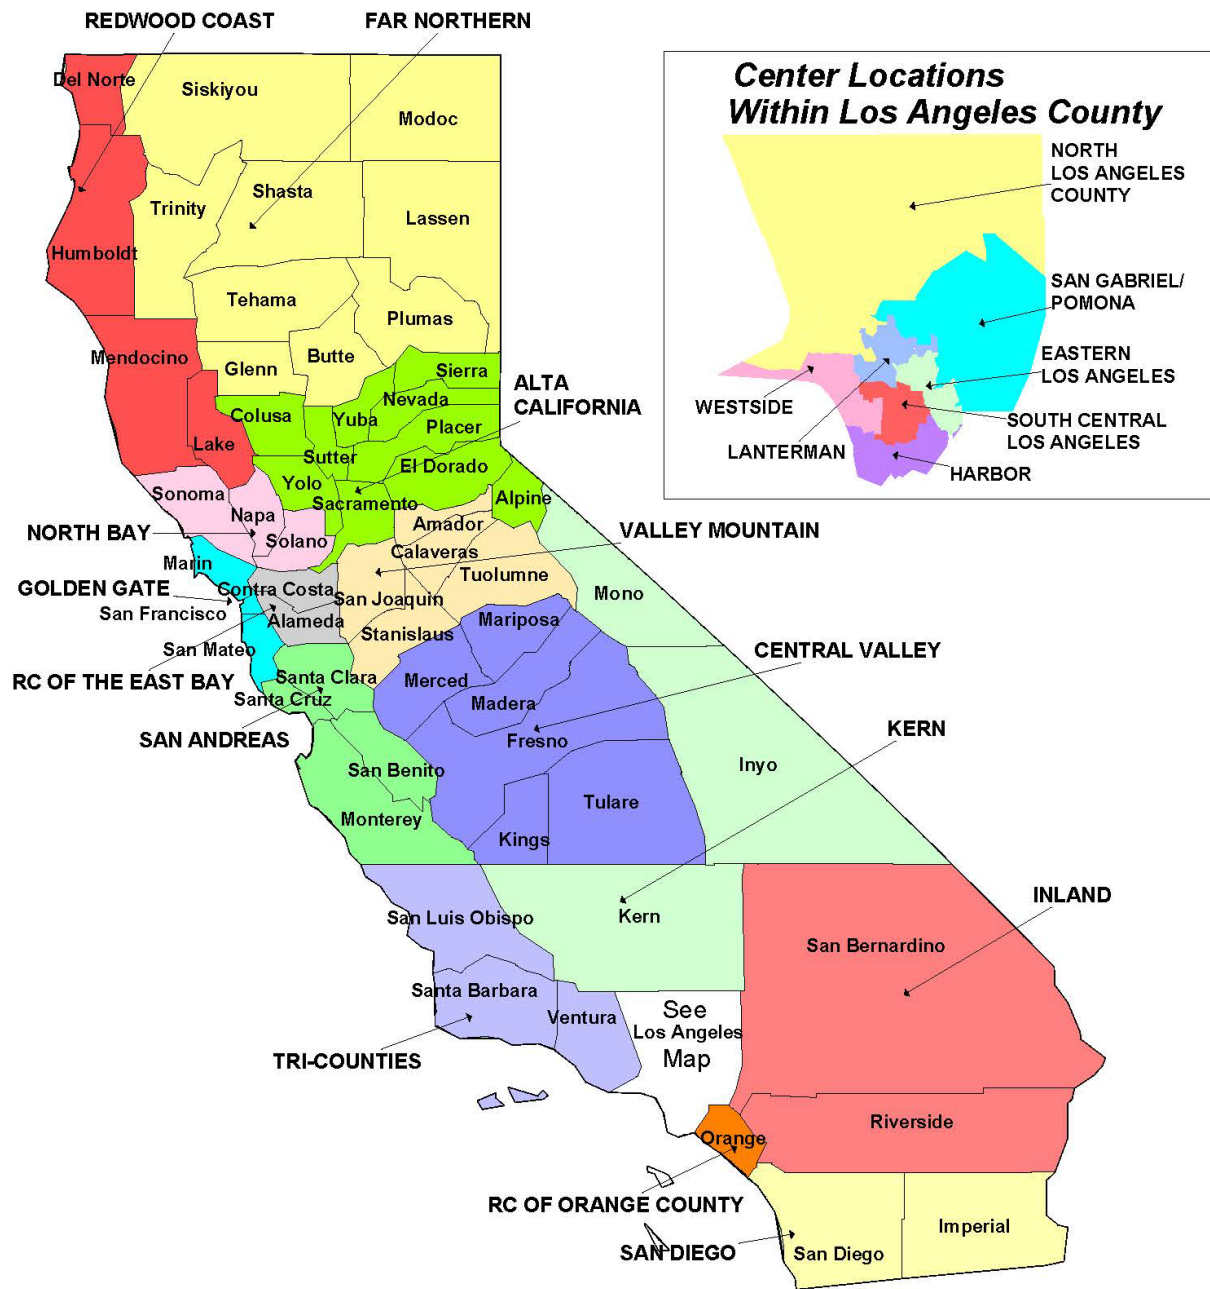 REDWOOD COAST
FAR NORTHERN
Del Norte
Siskiyou
Modoc
Trinity
Shasta
Lassen
Humboldt
Tehama
Plumas
Mendocino
Glenn
Butte
Sierra
Colusa
Yuba
Nevada
Placer
ALTA
CALIFORNIA
Lake
Sutter
El Dorado
Yolo
Sacramento
Alpine
Sonoma
Napa
Solano
NORTH BAY
Amador
Calaveras
Tuolumne
VALLEY MOUNTAIN
Marin
Contra Costa
GOLDEN GATE
San Francisco
Alameda
San Joaquin
Mono
San Mateo
Stanislaus
Mariposa
RC OF THE EAST BAY
Santa Clara
Merced
CENTRAL VALLEY
Santa Cruz
Madera
SAN ANDREAS
Fresno
KERN
San Benito
Inyo
Monterey
Tulare
Kings
San Luis Obispo
Kern
INLAND
San Bernardino
Santa Barbara
Ventura
See
Los Angeles
Map
TRI-COUNTIES
Orange
Riverside
RC OF ORANGE COUNTY
SAN DIEGO
San Diego
Imperial
Center Locations
Within Los Angeles County
NORTH
LOS ANGELES
COUNTY
SAN GABRIEL/
POMONA
EASTERN
LOS ANGELES
WESTSIDE
SOUTH CENTRAL
LOS ANGELES
LANTERMAN
HARBOR